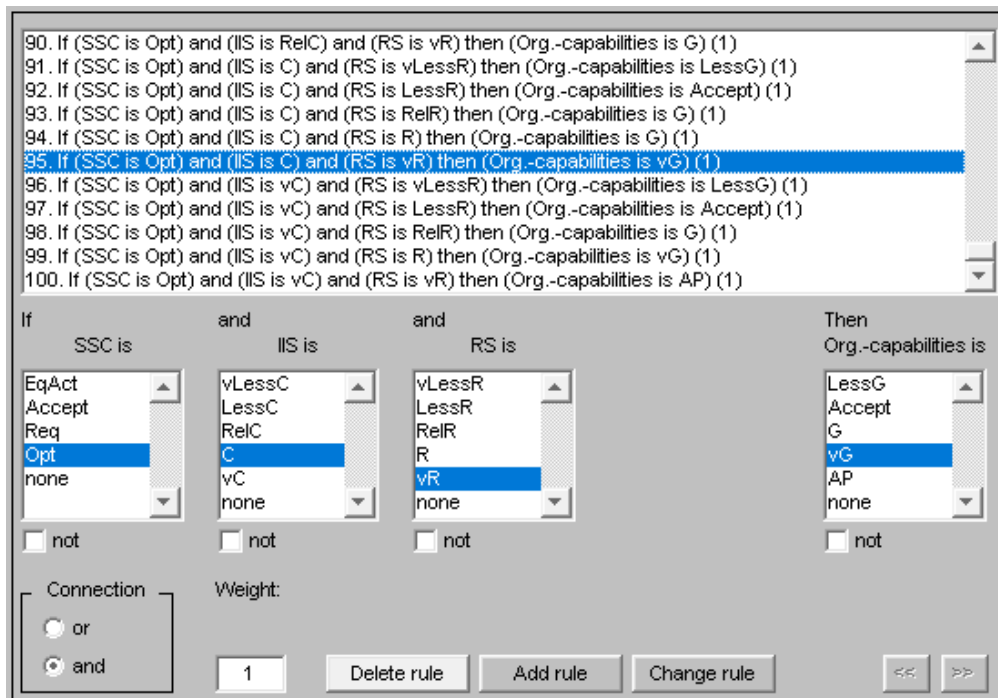 90. If (SSC is Opt) and (IIS is RelC) and (RS is vR) then (Org.-capabilities is G) (1)
91. If (SSC is Opt) and (IIS is C) and (RS is vLessR) then (Org.-capabilities is LessG) (1)
92. If (SSC is Opt) and (IIS is C) and (RS is LessR) then (Org.-capabilities is Accept) (1)
93. If (SSC is Opt) and (IIS is C) and (RS is RelR) then (Org.-capabilities is G) (1)
94. If (SSC is Opt) and (IIS is C) and (RS is R) then (Org.-capabilities is G) (1)
95. If (SSC is Opt) and (IIS is C) and (RS is vR) then (Org.-capabilities is vG) (1)
96. If (SSC is Opt) and (IIS is vC) and (RS is vLessR) then (Org.-capabilities is LessG) (1)
97. If (SSC is Opt) and (IIS is vC) and (RS is LessR) then (Org.-capabilities is Accept) (1)
98. If (SSC is Opt) and (IIS is vC) and (RS is RelR) then (Org.-capabilities is G) (1)
99. If (SSC is Opt) and (IIS is vC) and (RS is R) then (Org.-capabilities is vG) (1)
100. If (SSC is Opt) and (IIS is vC) and (RS is vR) then (Org.-capabilities is AP) (1)
If and and Then
SSC is IIS is RS is Org.-capabilities is
EqAct vLessC vLessR LessG
Accept LessC LessR Accept
Req RelC RelR G
Opt C R vG
none vC vR AP
none none none
not not not not
Connection Weight:
or
and 1 Delete rule Add rule Change rule << >>